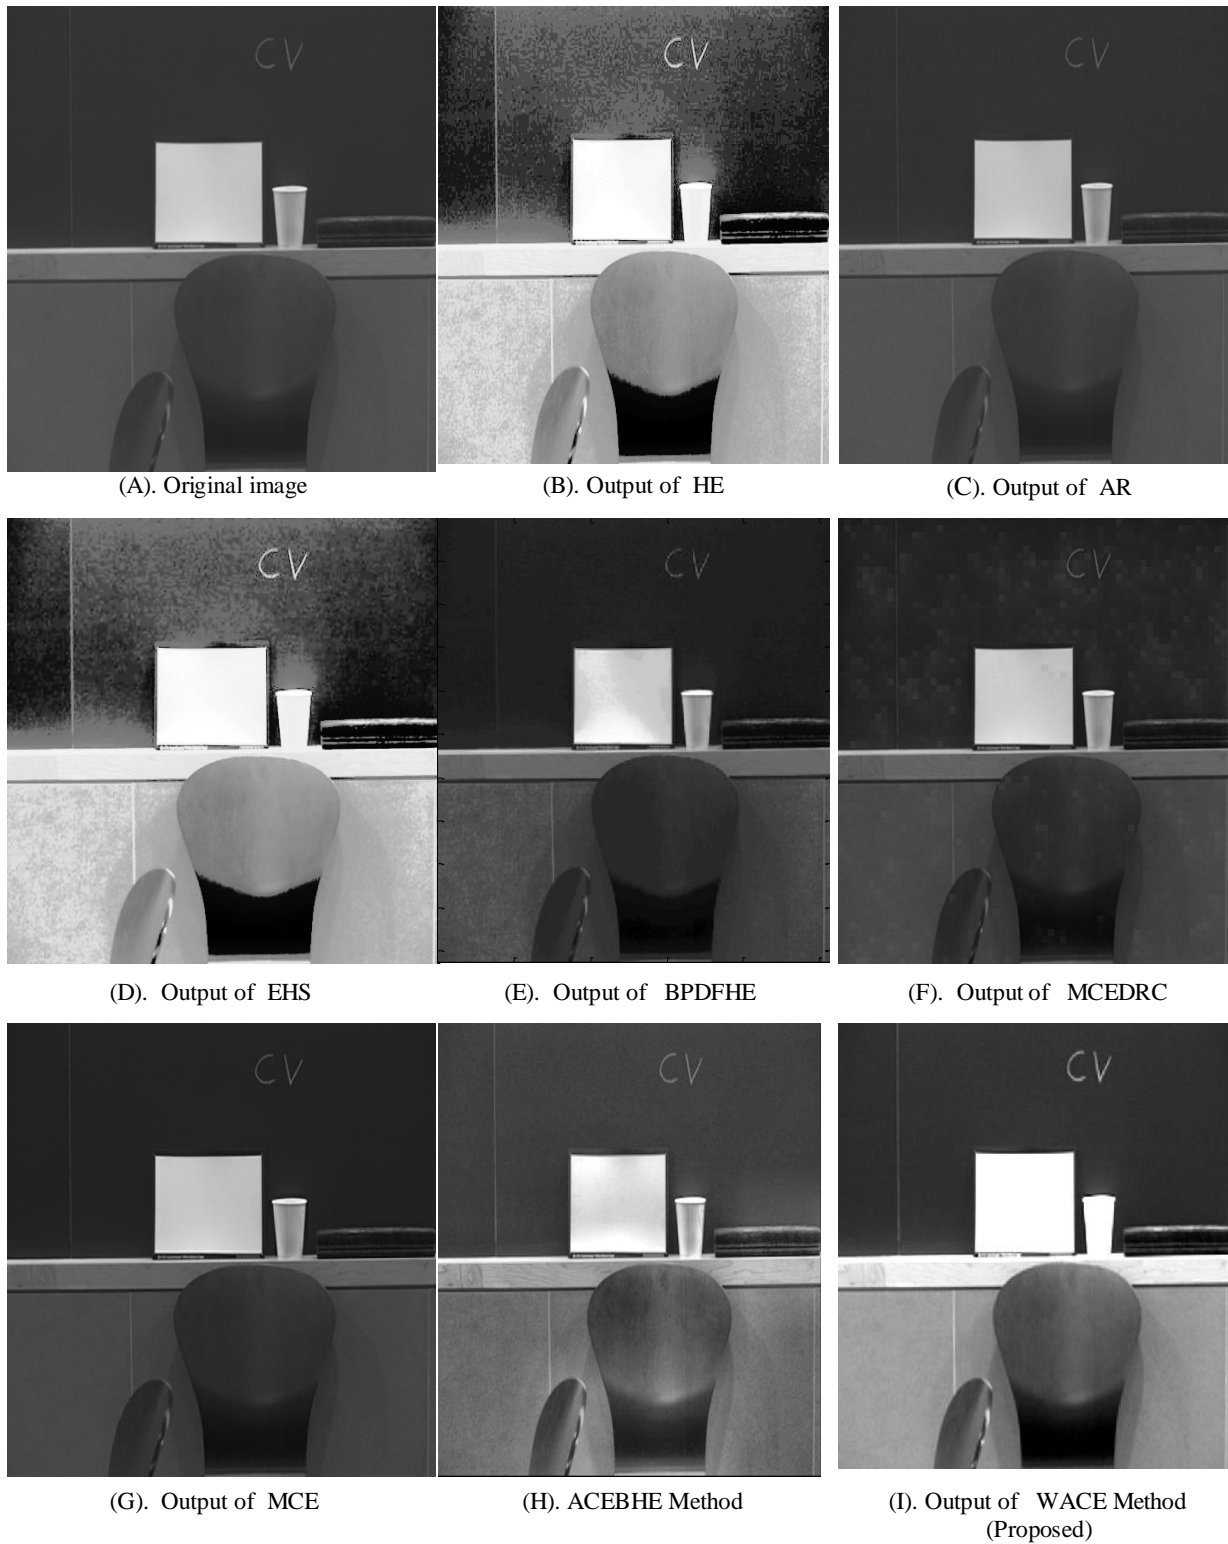 CV
CV
CV
(A). Original image
(B). Output of HE
(C). Output of AR
CV
CV
CV
(D). Output of EHS
(E). Output of BPDFHE
(F). Output of MCEDRC
CV
CV
CV
(G). Output of MCE
(H). ACEBHE Method
(I). Output of WACE Method
(Proposed)